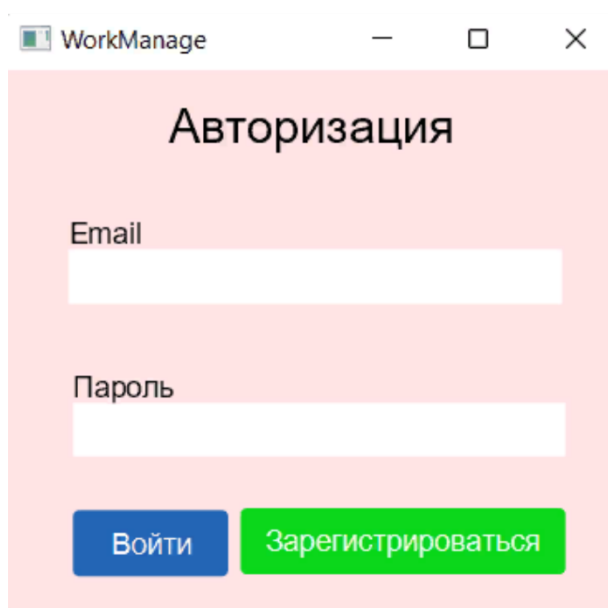 WorkManage
Авторизация
Email
Пароль
Войти Зарегистрироваться